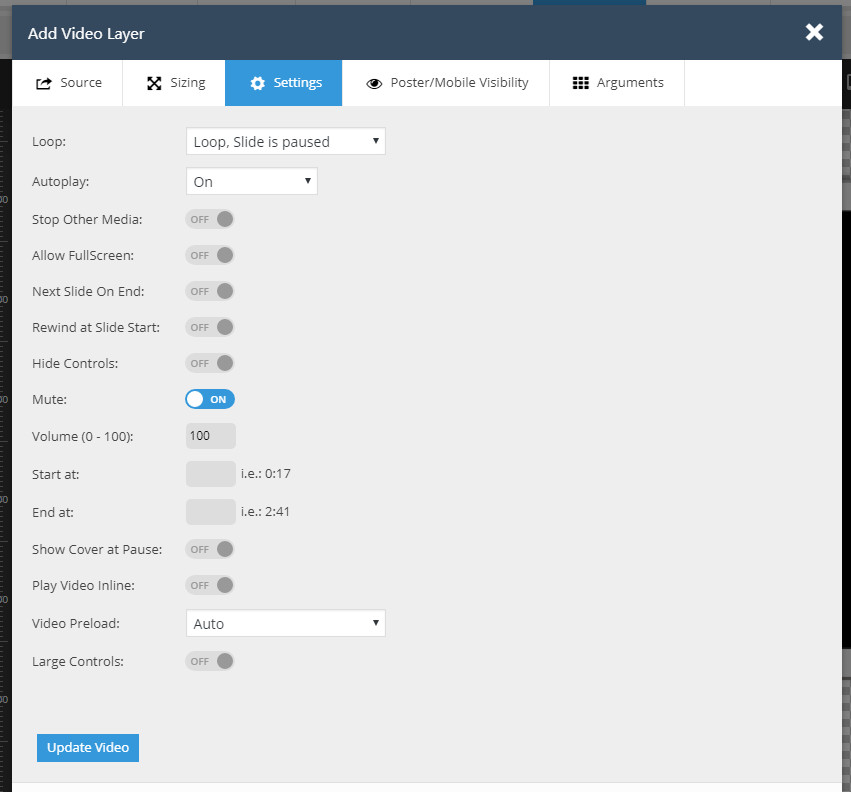 Add Video Layer
Source Sizing Settings Poster/Mobile Visibility Arguments
Loop: Loop, Slide is paused
Autoplay: On
Stop Other Media: OFF
Allow FullScreen: OFF
Next Slide On End: OFF
Rewind at Slide Start: OFF
Hide Controls: OFF
Mute: ON
Volume (0 - 100): 100
Start at: i.e.: 0:17
End at: i.e.: 2:41
Show Cover at Pause: OFF
Play Video Inline: OFF
Video Preload: Auto
Large Controls: OFF
Update Video